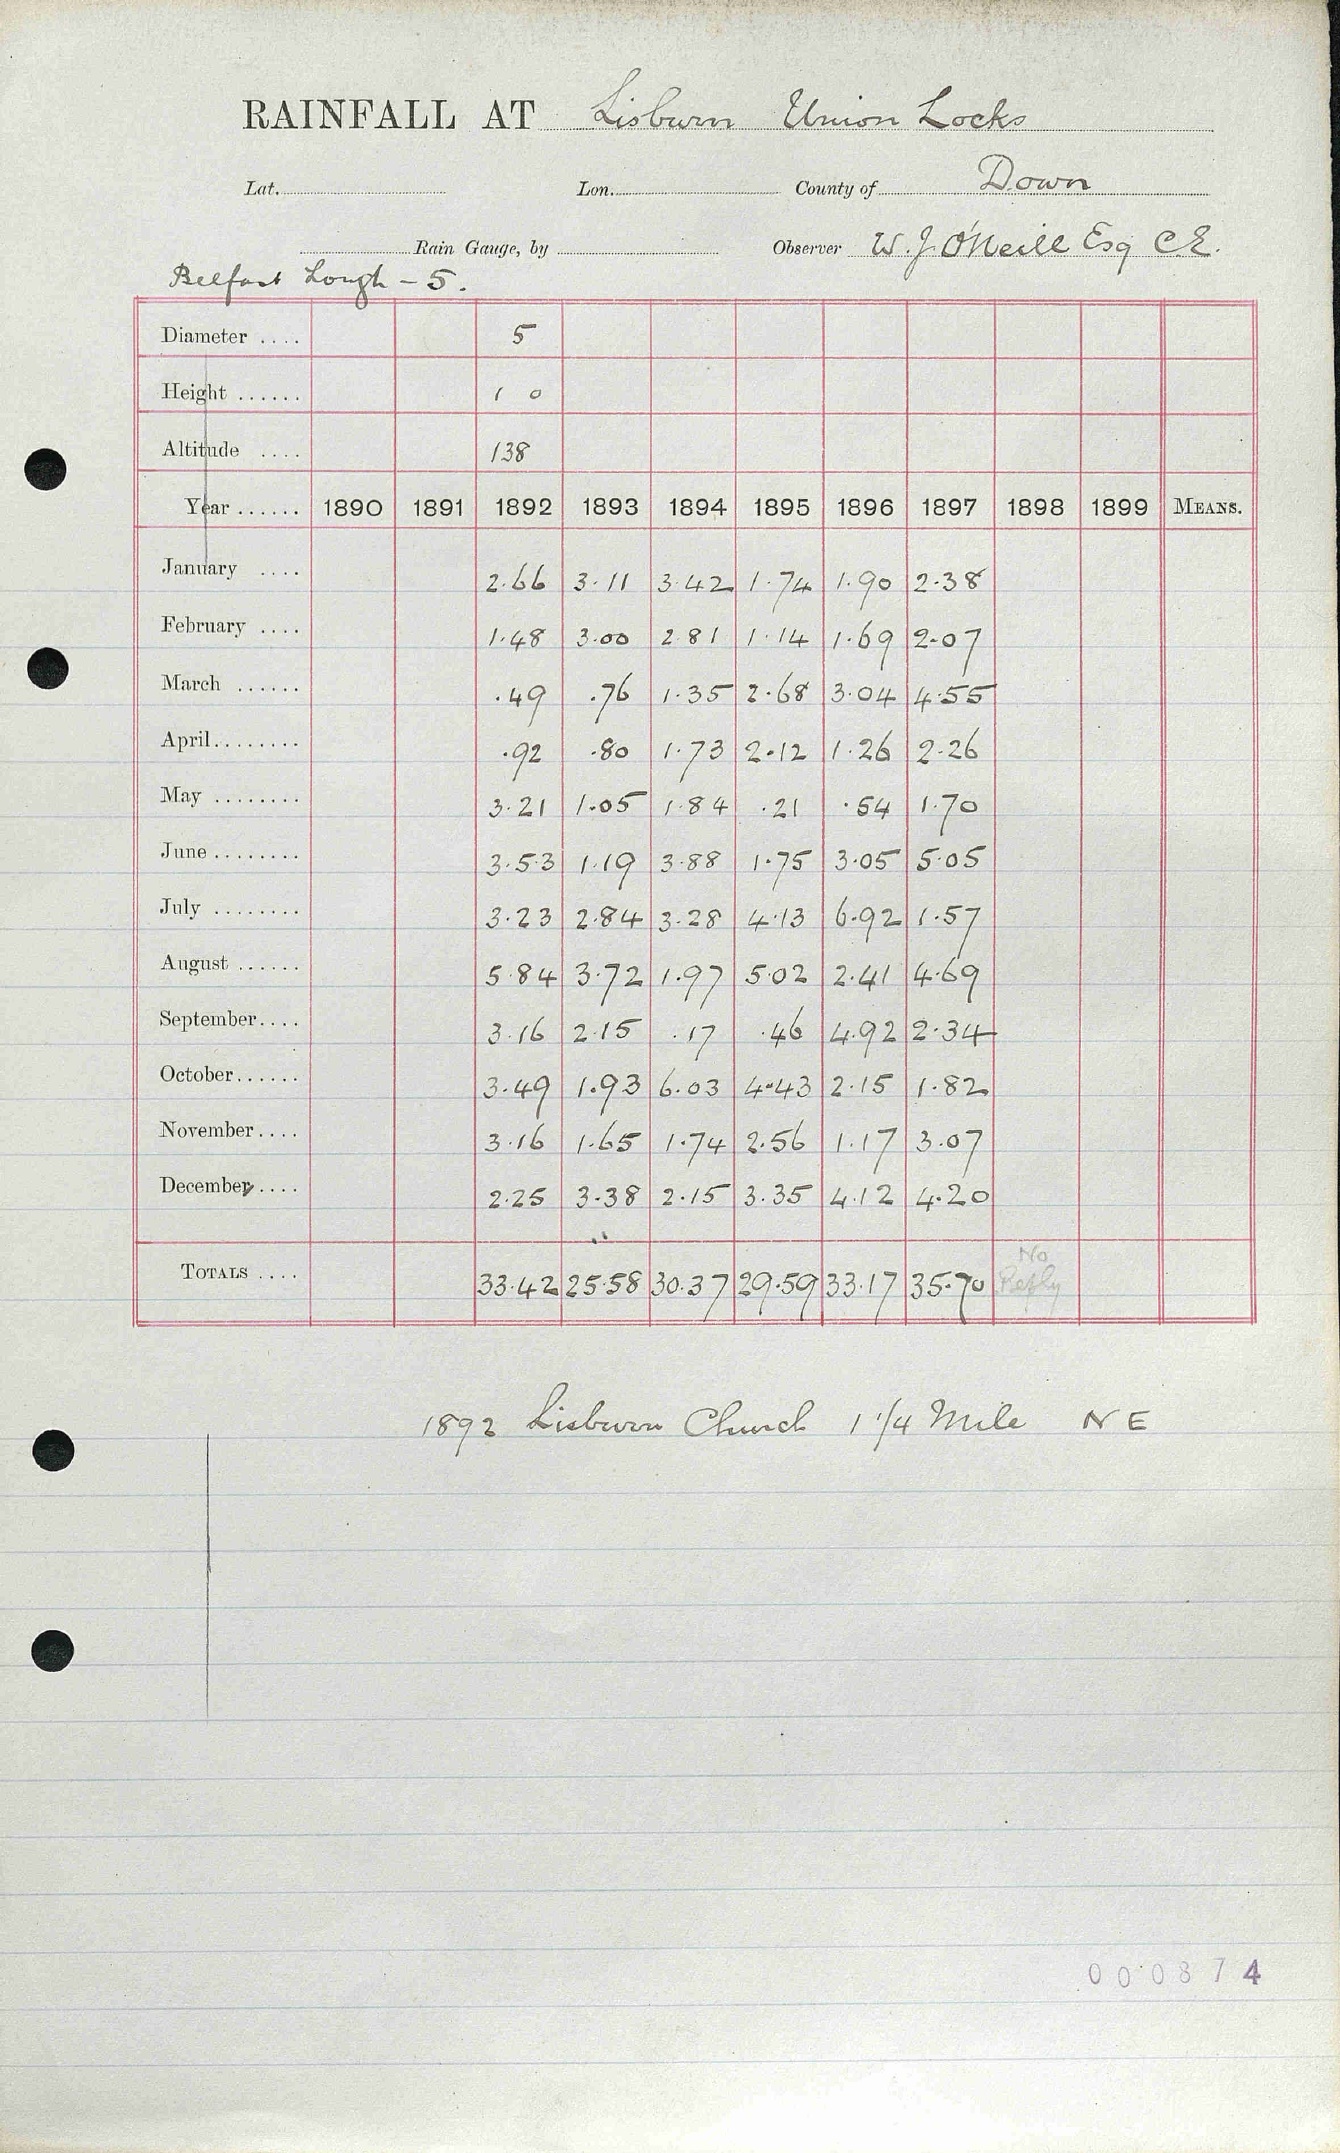 RAINFALL AT Lisburn Union Locks
Lat. Lon. County of Down
Rain Gauge, by Observer W. J. O'Neill Esq C.E.
Belfast Lough - 5.
Diameter .... 5
Height ...... 1 0
Altitude .... 138
Year ...... 1890 1891 1892 1893 1894 1895 1896 1897 1898 1899 MEANS.
January .... 2.66 3.11 3.42 1.74 1.90 2.38
February .... 1.48 3.00 2.81 1.14 1.69 2.07
March ...... .49 .76 1.35 2.68 3.04 4.55
April........ .92 .80 1.73 2.12 1.26 2.26
May ........ 3.21 1.05 1.84 .21 .54 1.70
June ........ 3.53 1.19 3.88 1.75 3.05 5.05
July ........ 3.23 2.84 3.28 4.13 6.92 1.57
August ...... 5.84 3.72 1.97 5.02 2.41 4.69
September.... 3.16 2.15 .17 .46 4.92 2.34
October...... 3.49 1.93 6.03 4.43 2.15 1.82
November.... 3.16 1.65 1.74 2.56 1.17 3.07
December.... 2.25 3.38 2.15 3.35 4.12 4.20
TOTALS .... 33.42 25.58 30.37 29.59 33.17 35.70 No Reply
1892 Lisburn Church 1 1/4 Mile N E
000874